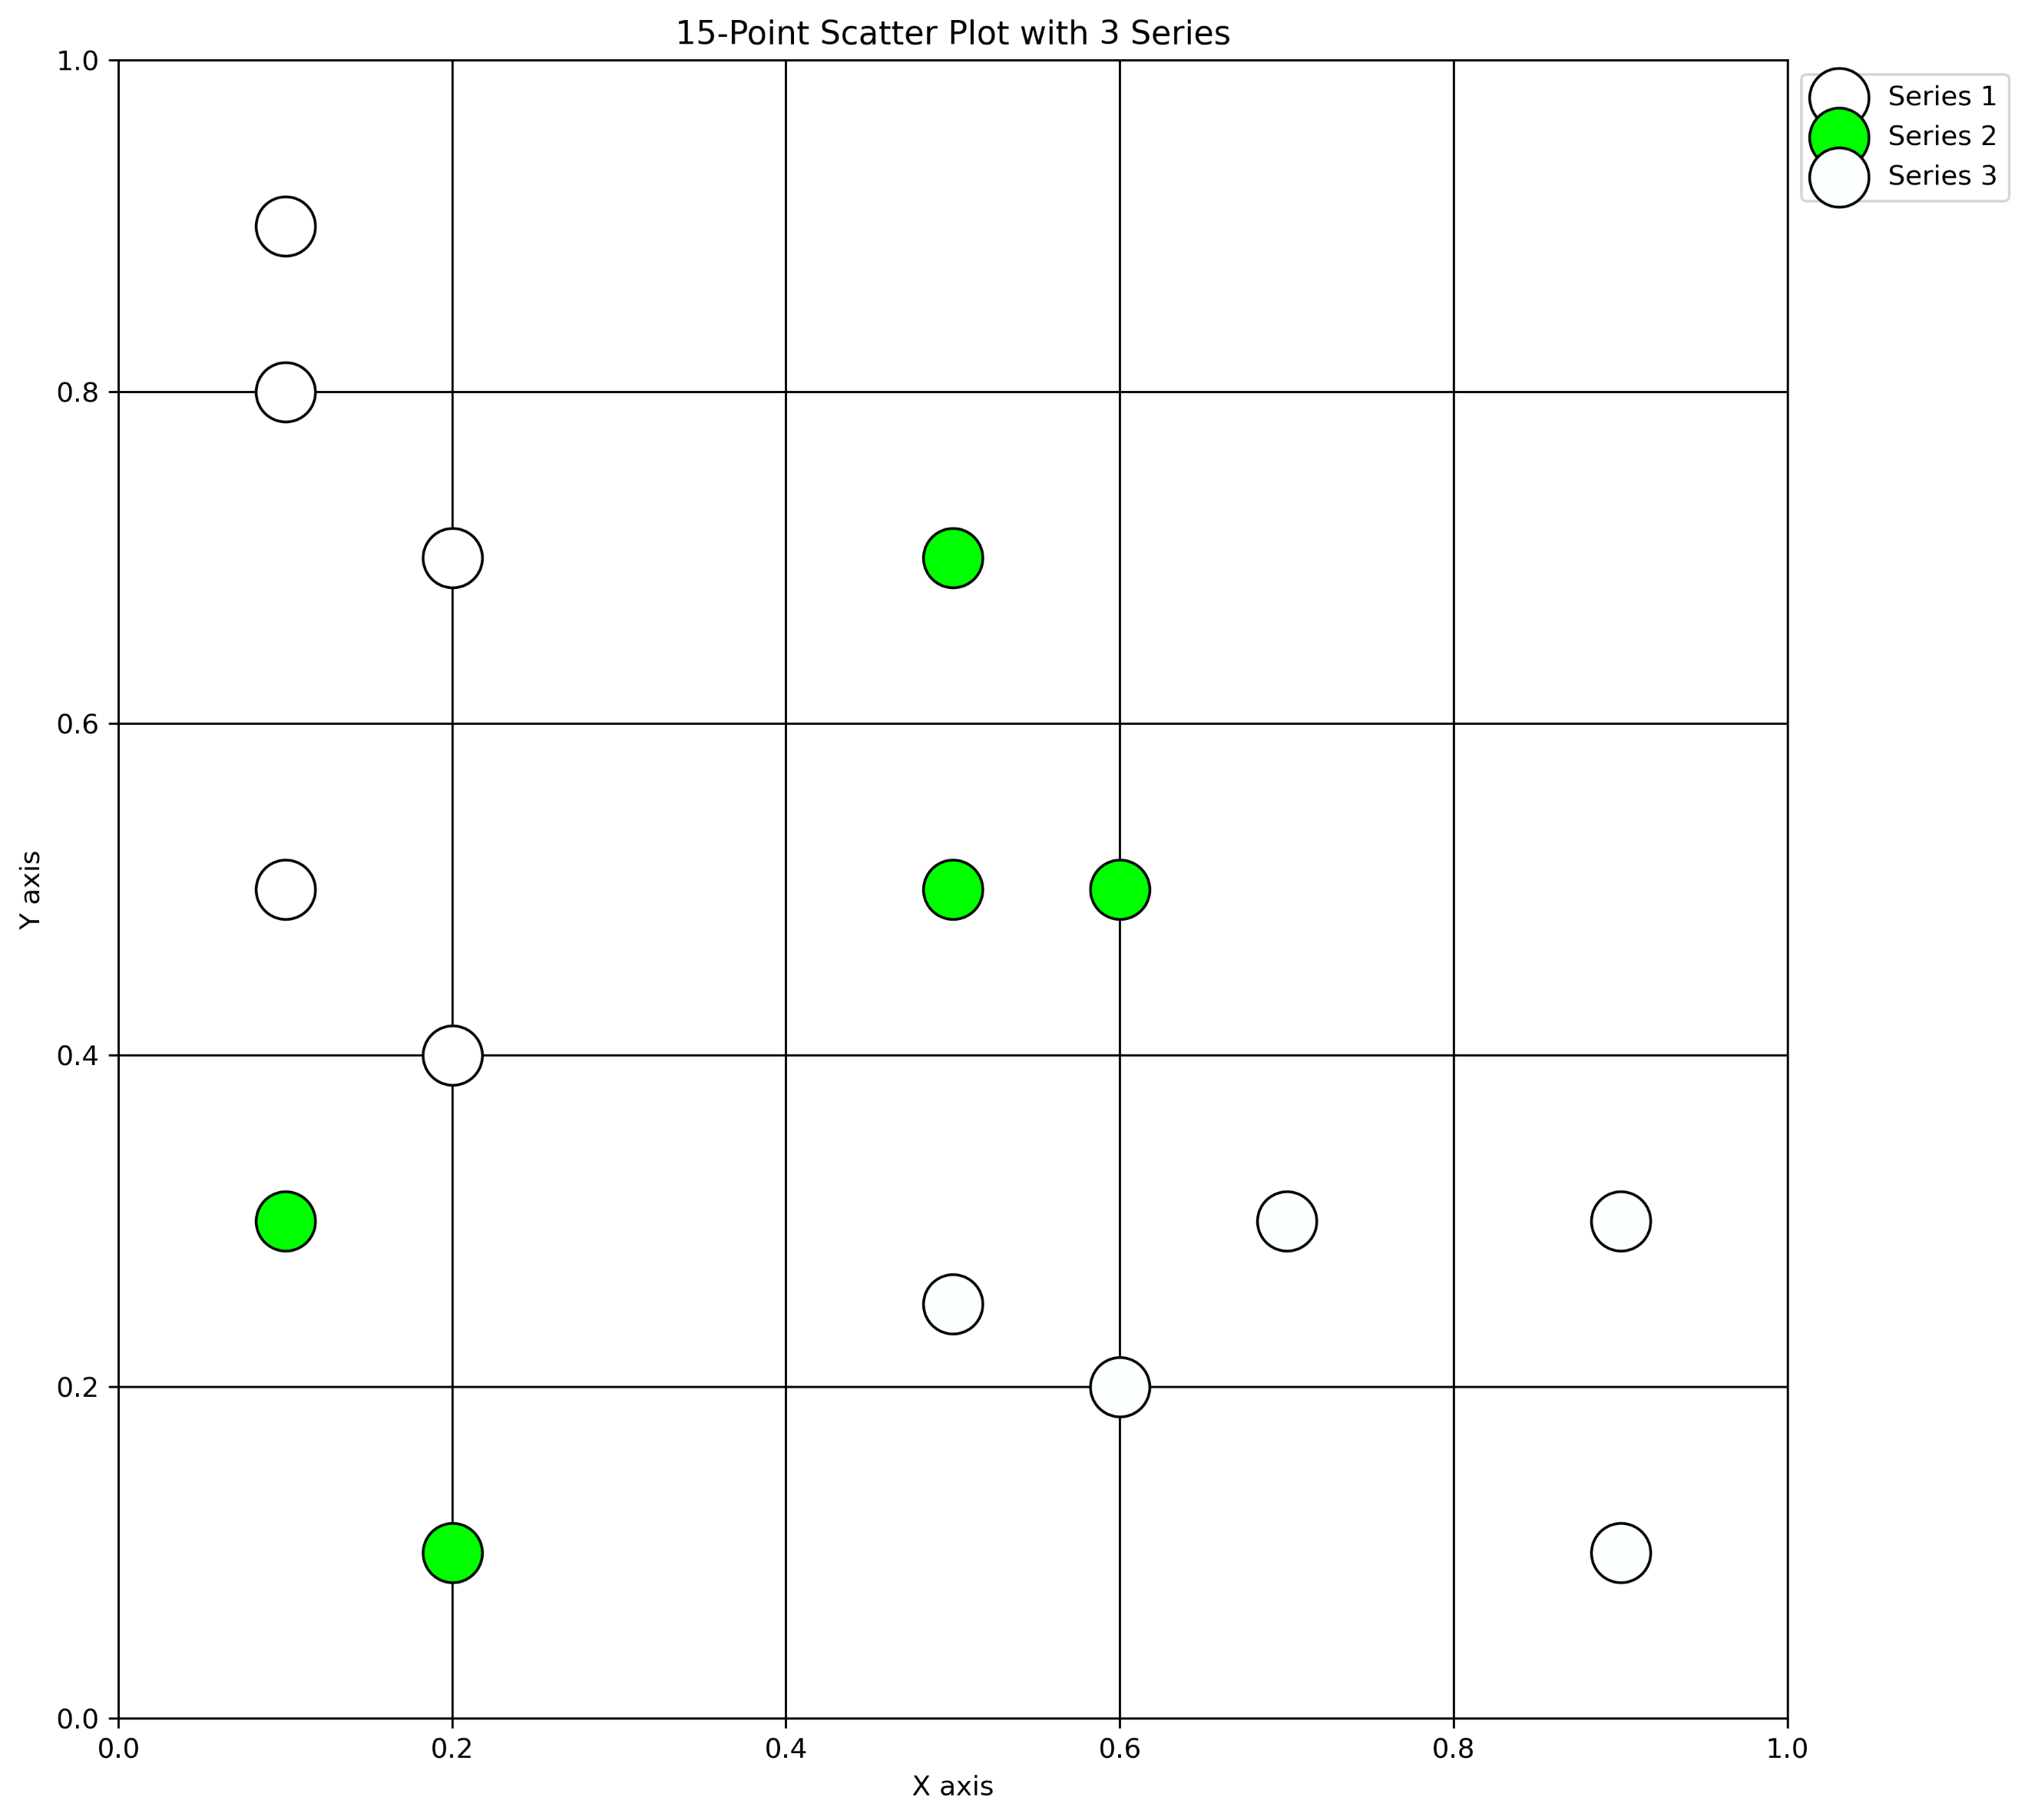 15-Point Scatter Plot with 3 Series
1.0
0.8
0.6
0.4
0.2
0.0
Y axis
0.0 0.2 0.4 0.6 0.8 1.0
X axis
Series 1
Series 2
Series 3